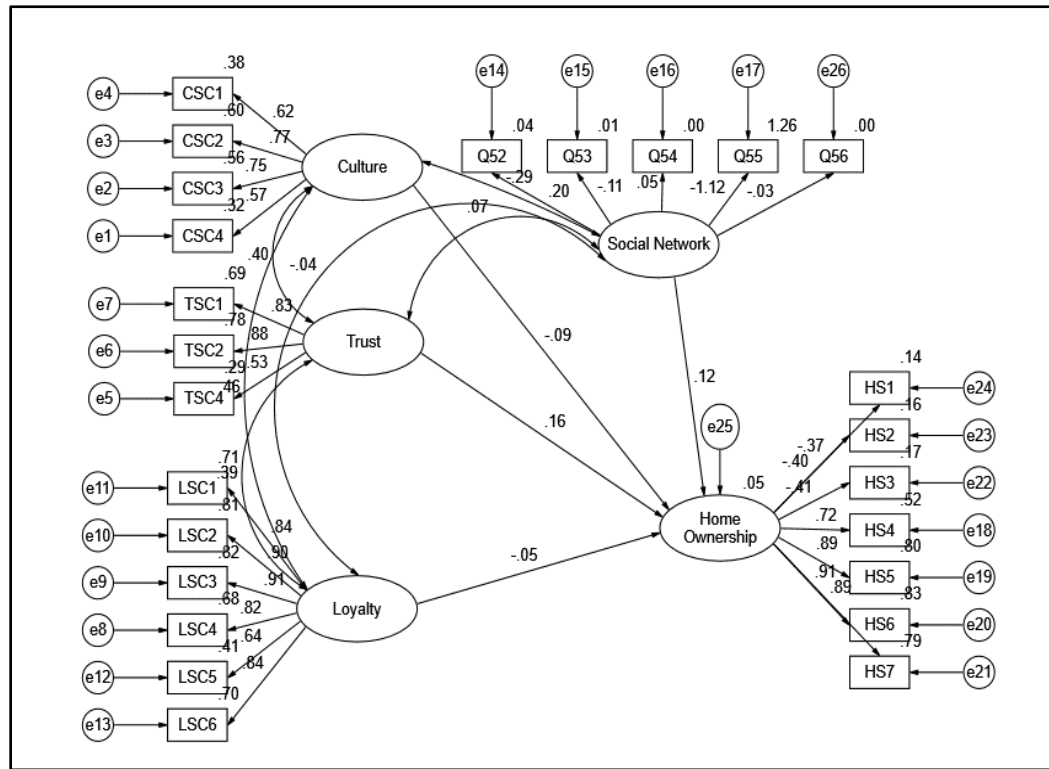 .38
e4 CSC1
.60 .62
e3 CSC2 .77
.56 .75
e2 CSC3
.57
.32
e1 CSC4
Culture
e14 e15 e16 e17 e26
.04 .01 .00 1.26 .00
Q52 Q53 Q54 Q55 Q56
-.29 .20 -.11 .05 -1.12 -.03
.07
Social Network
.40 -.04
.69
e7 TSC1 .83
.78
e6 TSC2 .88
.29 .53
e5 TSC4 .46
Trust
-.09
.12
.16
e25
.05
Home
Ownership
.14
HS1 e24
.16
-.37
HS2 e23
-.40 .17
-.41 HS3 e22
.52
.72 HS4 e18
.89 .80
.91 HS5 e19
.89 .83
HS6 e20
.79
HS7 e21
.71
.39
e11 LSC1
.81
e10 LSC2 .84
.82 .90
e9 LSC3 .91
.68 .82
e8 LSC4
.64
.41
e12 LSC5 .84
.70
e13 LSC6
Loyalty
-.05